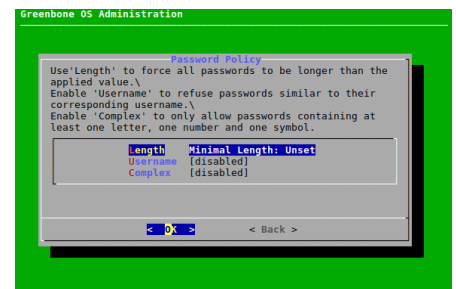 Greenbone OS Administration
Password Policy
Use'Length' to force all passwords to be longer than the
applied value.\
Enable 'Username' to refuse passwords similar to their
corresponding username.\
Enable 'Complex' to only allow passwords containing at
least one letter, one number and one symbol.
Length Minimal Length: Unset
Username [disabled]
Complex [disabled]
< OK > < Back >